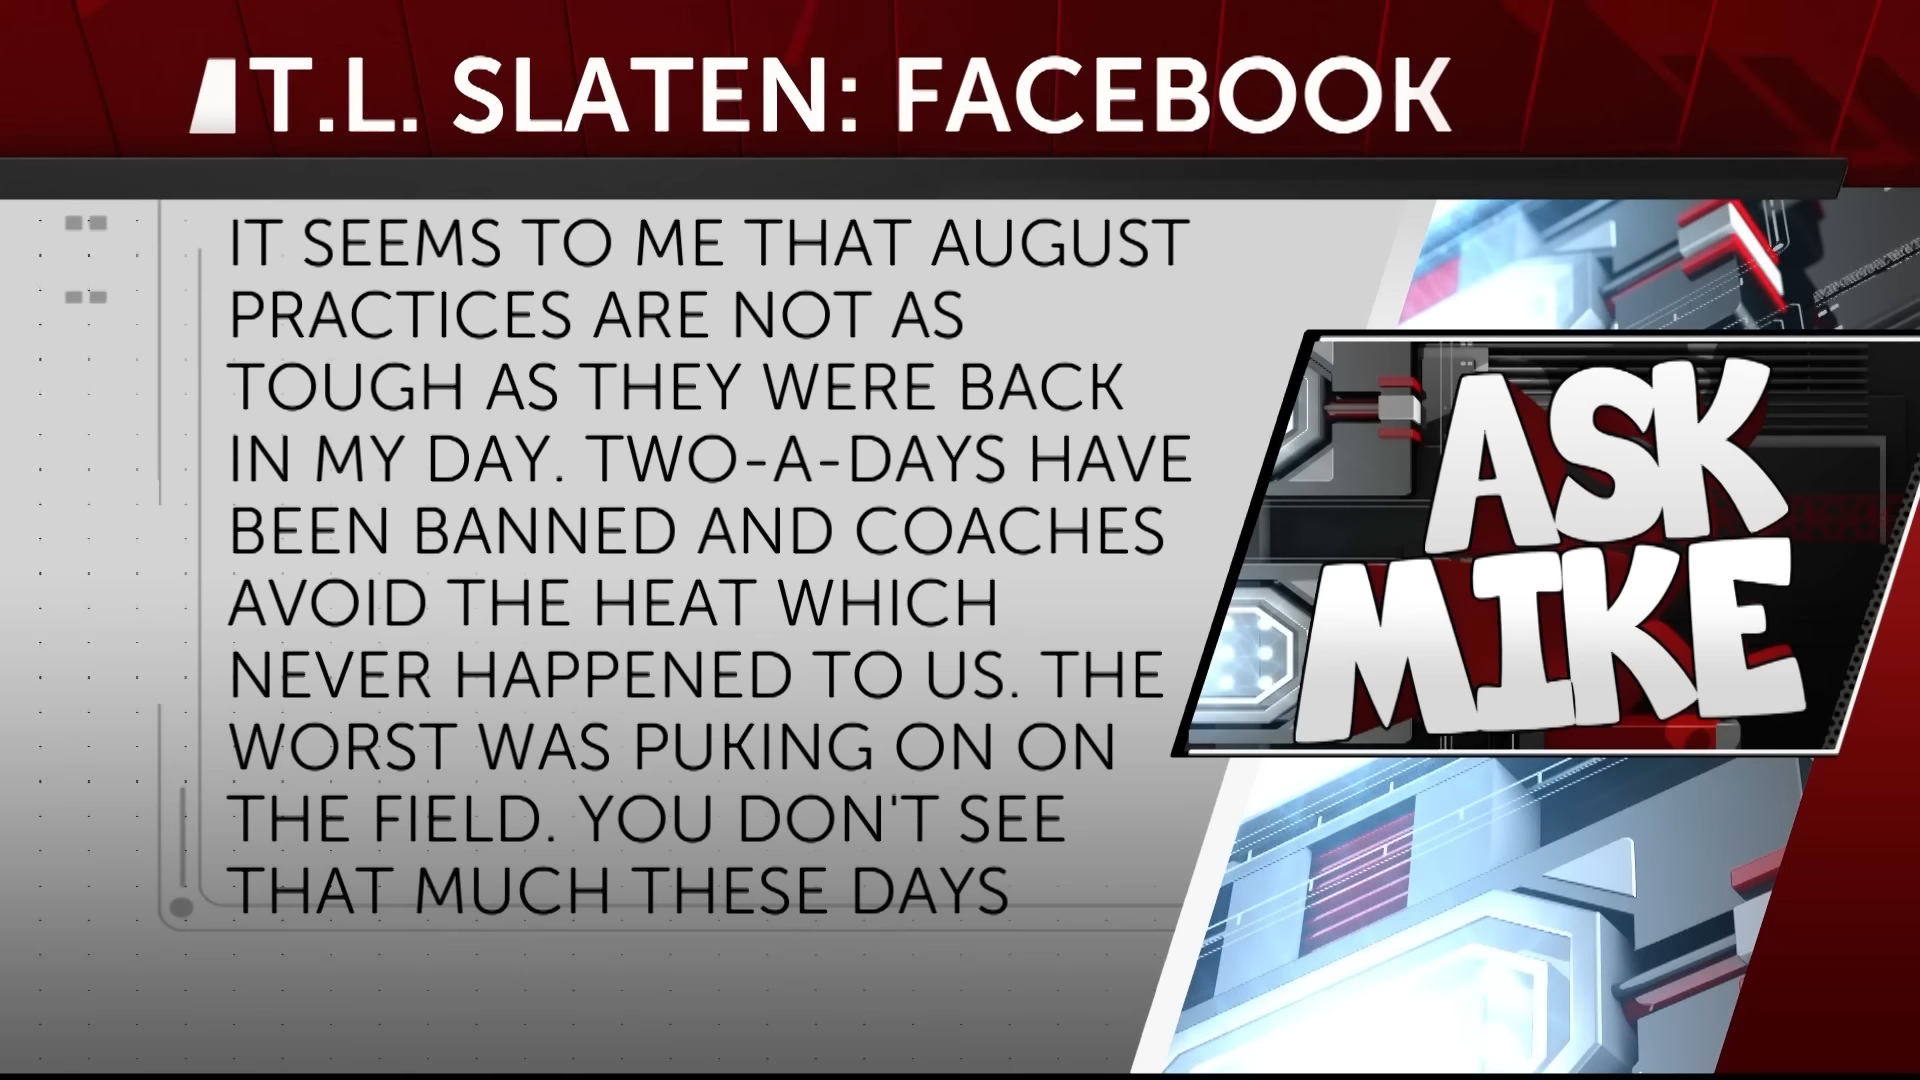 T.L. SLATEN: FACEBOOK
IT SEEMS TO ME THAT AUGUST
PRACTICES ARE NOT AS
TOUGH AS THEY WERE BACK
IN MY DAY. TWO-A-DAYS HAVE
BEEN BANNED AND COACHES
AVOID THE HEAT WHICH
NEVER HAPPENED TO US. THE
WORST WAS PUKING ON ON
THE FIELD. YOU DON'T SEE
THAT MUCH THESE DAYS
ASK
MIKE